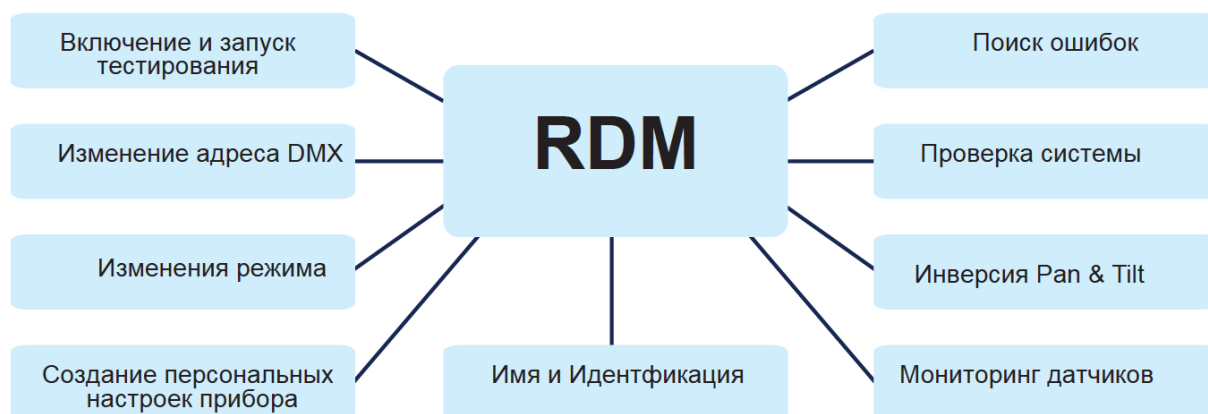 Включение и запуск
тестирования
Изменение адреса DMX
Изменения режима
Создание персональных
настроек прибора
RDM
Имя и Идентфикация
Поиск ошибок
Проверка системы
Инверсия Pan & Tilt
Мониторинг датчиков